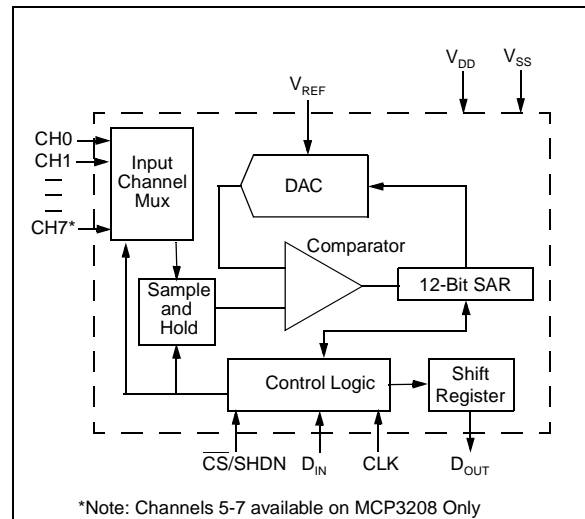 V_DD V_SS
V_REF
CH0
CH1
CH7*
Input
Channel
Mux
DAC
Comparator
Sample
and
Hold
12-Bit SAR
Control Logic
Shift
Register
C̅S̅/SHDN D_IN CLK D_OUT
*Note: Channels 5-7 available on MCP3208 Only